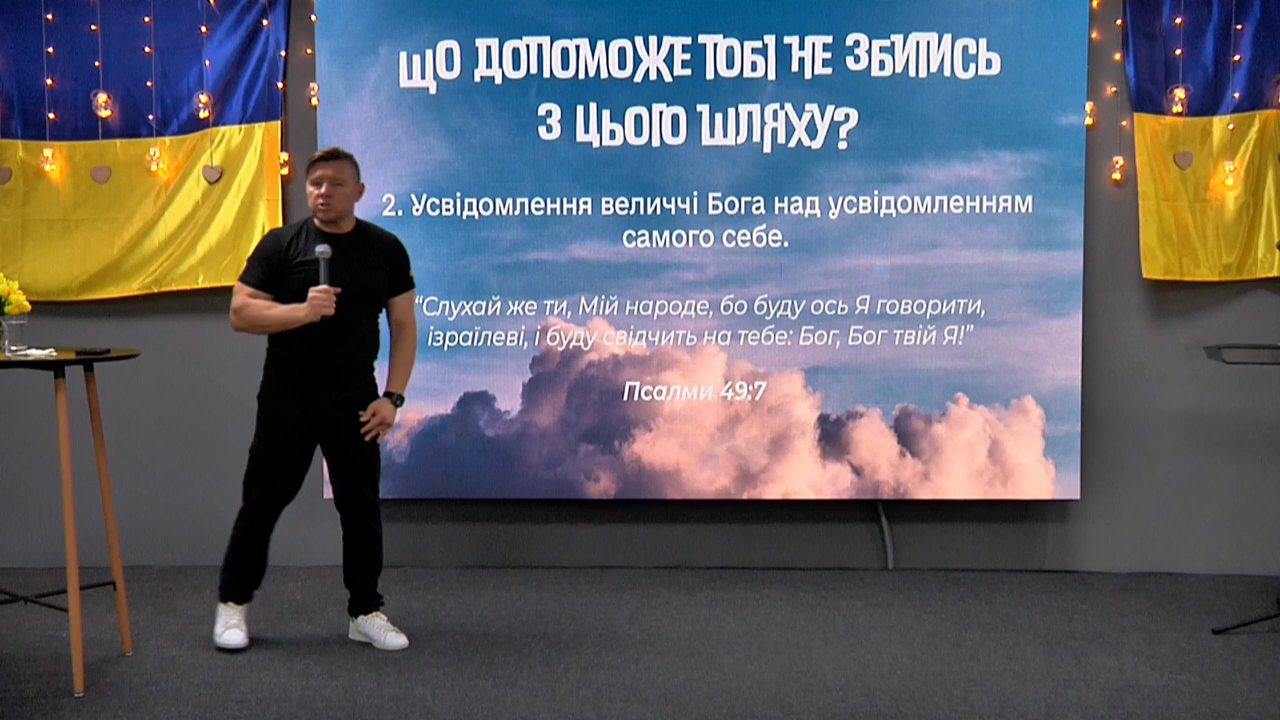 ЩО ДОПОМОЖЕ ТОБІ НЕ ЗБИТИСЬ
З ЦЬОГО ШЛЯХУ?
2. Усвідомлення величчі Бога над усвідомленням
самого себе.
“Слухай же ти, Мій народе, бо буду ось Я говорити,
ізраїлеві, і буду свідчить на тебе: Бог, Бог твій Я!”
Псалми 49:7